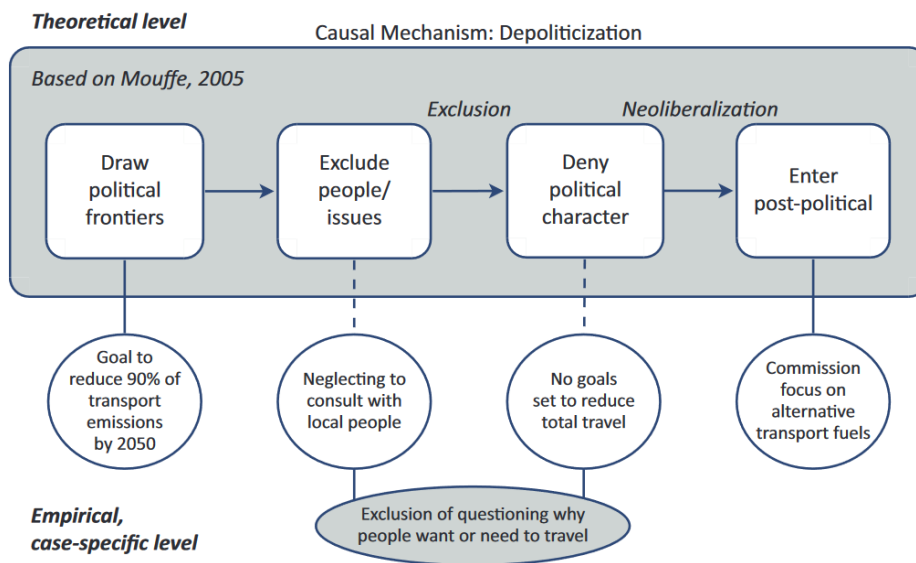 Theoretical level
Causal Mechanism: Depoliticization
Based on Mouffe, 2005
Exclusion
Neoliberalization
Draw
political
frontiers
Exclude
people/
issues
Deny
political
character
Enter
post-political
Goal to
reduce 90% of
transport
emissions
by 2050
Neglecting to
consult with
local people
No goals
set to reduce
total travel
Commission
focus on
alternative
transport fuels
Empirical,
case-specific level
Exclusion of questioning why
people want or need to travel